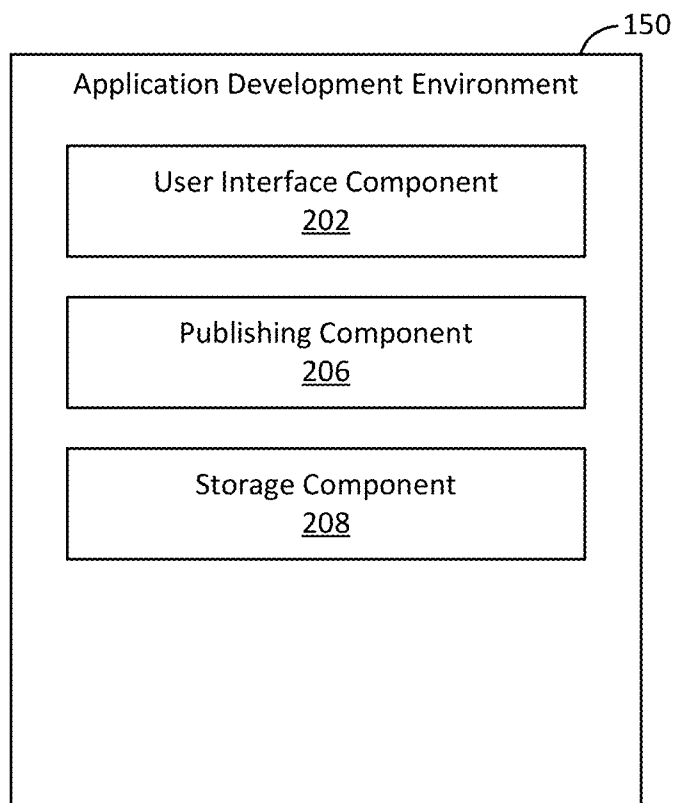 150
Application Development Environment
User Interface Component
202
Publishing Component
206
Storage Component
208